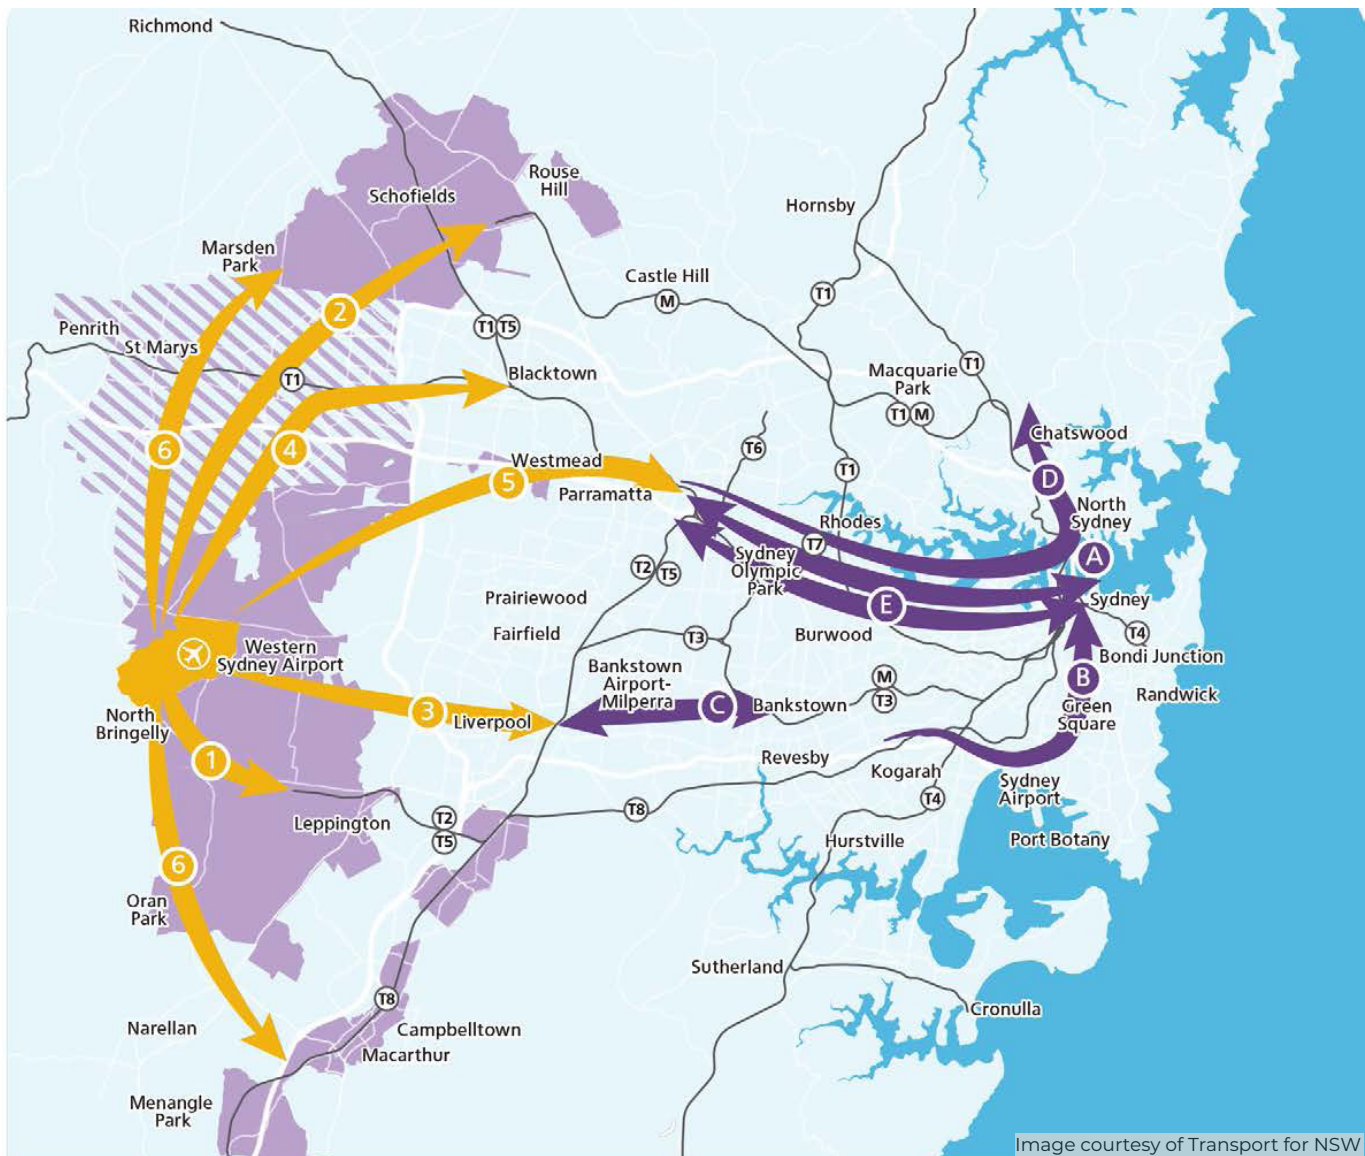 Richmond
Rouse
Hill
Schofields
Hornsby
Marsden
Park
Castle Hill
M
T1
2
Penrith
St Marys
T1 T5
T1
Blacktown
Macquarie
Park
T1
T1 M
Chatswood
6
4
T6
Westmead
5
T1
D
Parramatta
North
Sydney
Rhodes
T7
Sydney
Olympic
Park
A
T2
T5
Prairiewood
E
Sydney
Fairfield
T3
Burwood
T4
Western
Sydney Airport
Bondi Junction
Bankstown
Airport-
Milperra
M
T3
B
Randwick
North
Bringelly
3
Liverpool
C
Bankstown
Green
Square
1
Revesby
Kogarah
Sydney
Airport
T4
Leppington
T2
T5
T8
Hurstville
Port Botany
6
Oran
Park
Sutherland
T8
Cronulla
Narellan
Campbelltown
Macarthur
Menangle
Park
Image courtesy of Transport for NSW